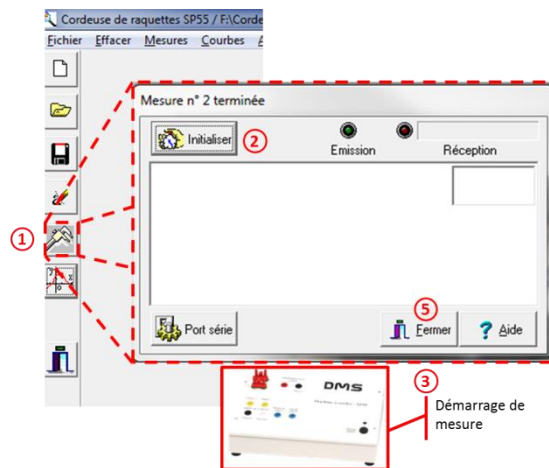 Cordeuse de raquettes SP55 / F:\Corde
Fichier Effacer Mesures Courbes
Mesure n° 2 terminée
Initialiser
2
Emission
Réception
1
5
Port série
Fermer
Aide
DMS
3
Démarrage de
mesure